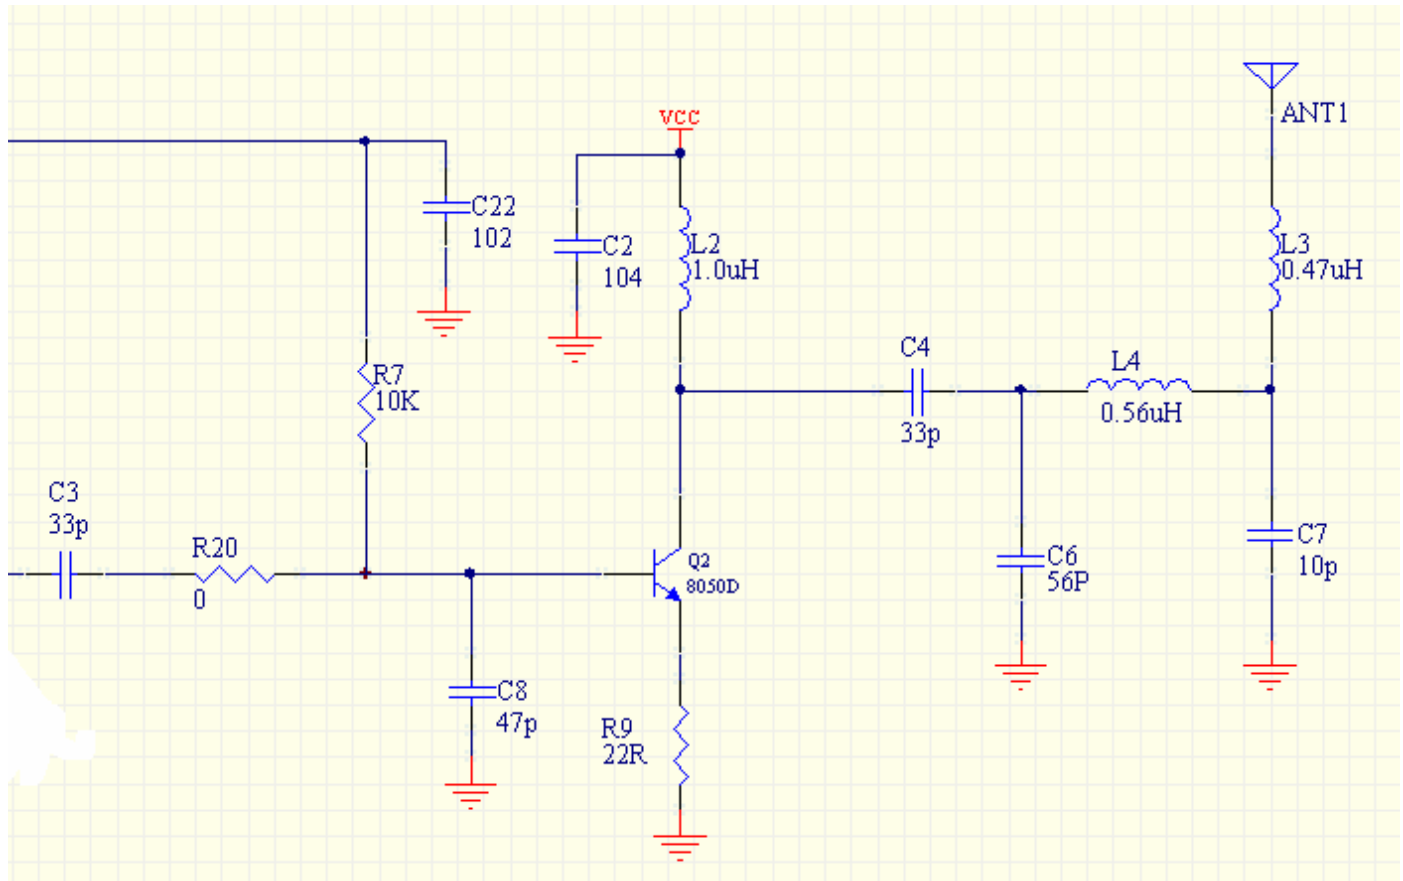 ANT1
VCC
C22
102
C2
104
L2
1.0uH
L3
0.47uH
R7
10K
C4
33p
L4
0.56uH
C3
33p
R20
0
Q2
8050D
C6
56P
C7
10p
C8
47p
R9
22R